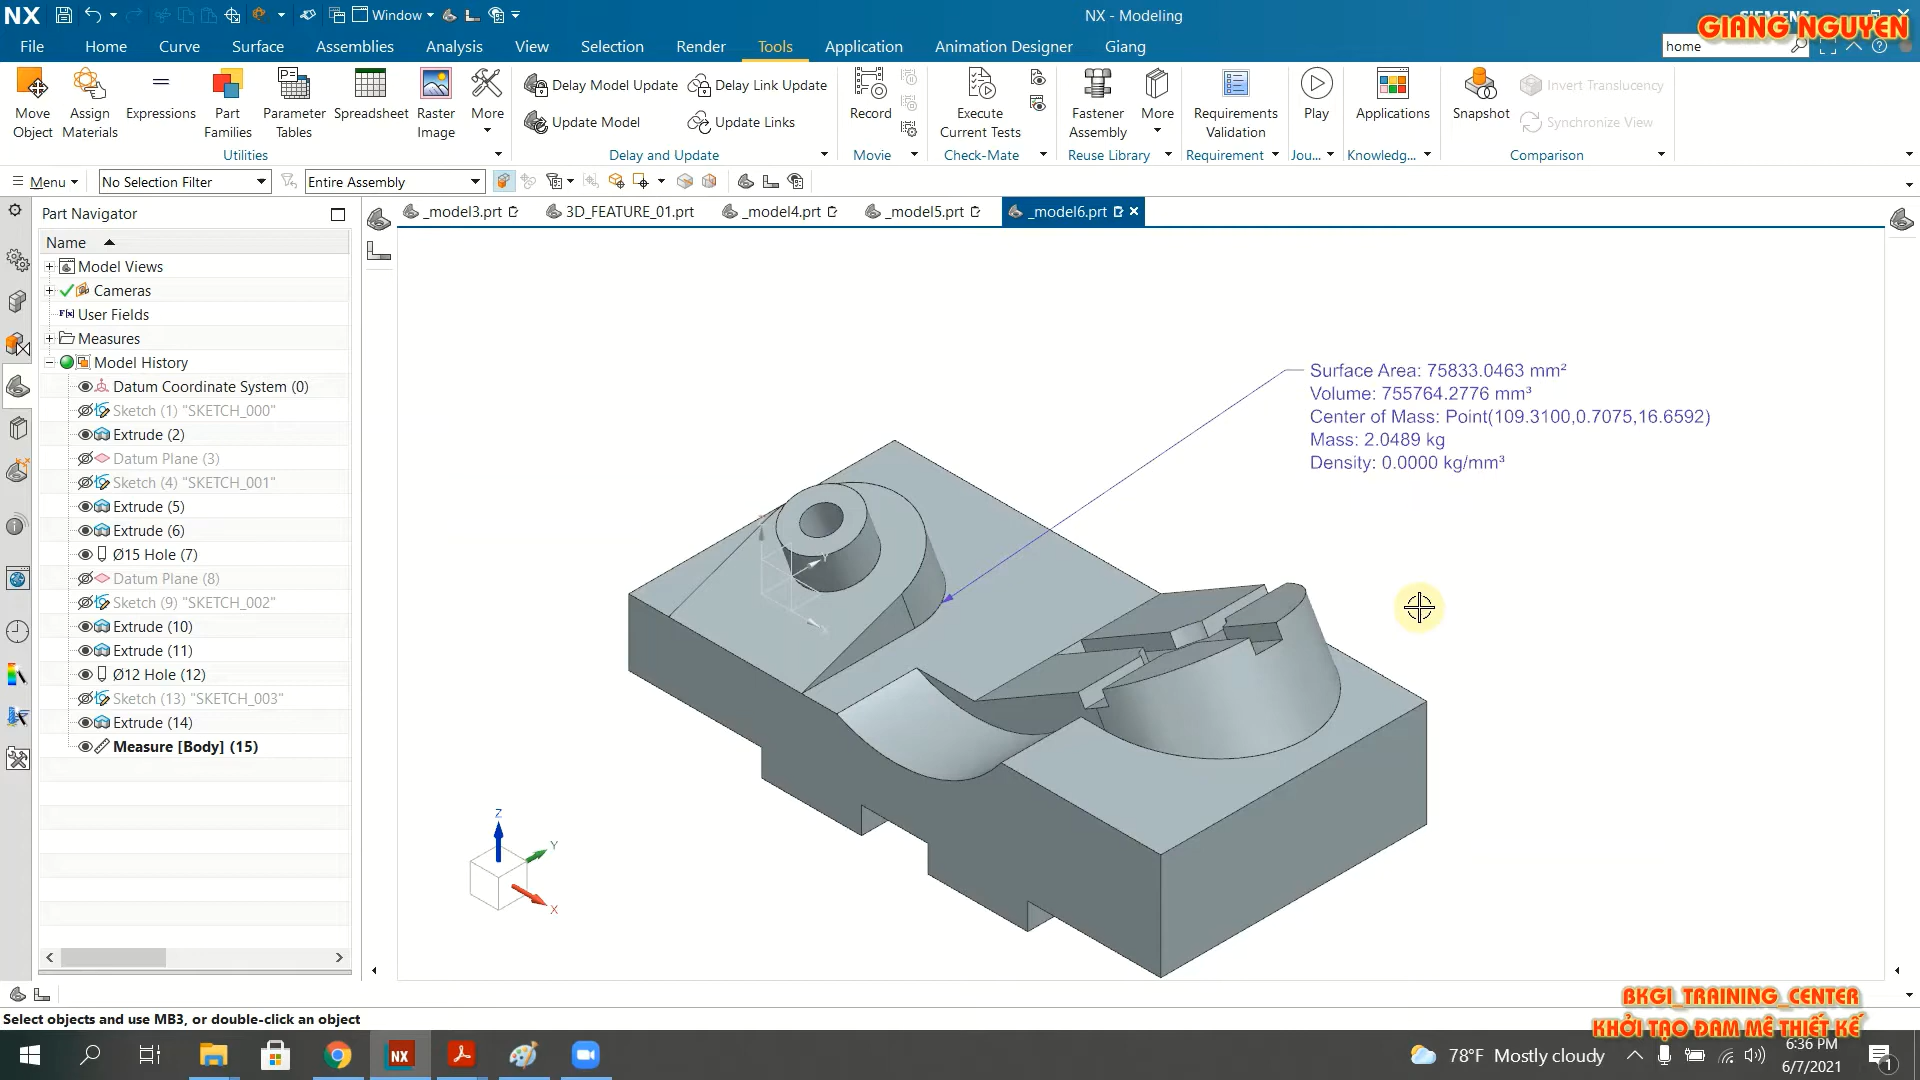 NX
Window
NX - Modeling
SIEMENS
GIANG NGUYEN
File
Home
Curve
Surface
Assemblies
Analysis
View
Selection
Render
Tools
Application
Animation Designer
Giang
home
Move Object
Assign Materials
Expressions
Part Families
Parameter Tables
Spreadsheet
Raster Image
More
Utilities
Delay Model Update
Delay Link Update
Update Model
Update Links
Delay and Update
Record
Movie
Execute Current Tests
Check-Mate
Fastener Assembly
More
Reuse Library
Requirements Validation
Requirement
Play
Jou...
Applications
Knowledg...
Snapshot
Invert Translucency
Synchronize View
Comparison
Menu
No Selection Filter
Entire Assembly
Part Navigator
_model3.prt
3D_FEATURE_01.prt
_model4.prt
_model5.prt
_model6.prt
Name
Model Views
Cameras
User Fields
Measures
Model History
Datum Coordinate System (0)
Sketch (1) "SKETCH_000"
Extrude (2)
Datum Plane (3)
Sketch (4) "SKETCH_001"
Extrude (5)
Extrude (6)
Ø15 Hole (7)
Datum Plane (8)
Sketch (9) "SKETCH_002"
Extrude (10)
Extrude (11)
Ø12 Hole (12)
Sketch (13) "SKETCH_003"
Extrude (14)
Measure [Body] (15)
Surface Area: 75833.0463 mm²
Volume: 755764.2776 mm³
Center of Mass: Point(109.3100,0.7075,16.6592)
Mass: 2.0489 kg
Density: 0.0000 kg/mm³
Z
Y
X
BKGI_TRAINING_CENTER
KHỞI TẠO ĐAM MÊ THIẾT KẾ
Select objects and use MB3, or double-click an object
NX
78°F Mostly cloudy
6:36 PM
6/7/2021
1